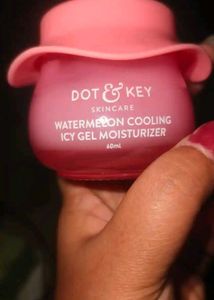 DOT & KEY
SKINCARE
WATERMELON COOLING
ICY GEL MOISTURIZER
60ml